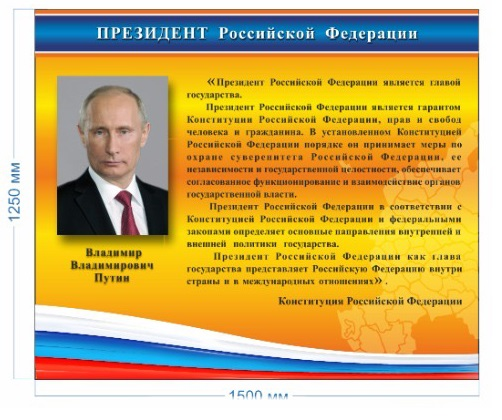 ПРЕЗИДЕНТ Российской Федерации
«Президент Российской Федерации является главой
государства.
Президент Российской Федерации является гарантом
Конституции Российской Федерации, прав и свобод
человека и гражданина. В установленном Конституцией
Российской Федерации порядке он принимает меры по
охране суверенитета Российской Федерации, ее
независимости и государственной целостности, обеспечивает
согласованное функционирование и взаимодействие органов
государственной власти.
Президент Российской Федерации в соответствии с
Конституцией Российской Федерации и федеральными
законами определяет основные направления внутренней и
внешней политики государства.
Президент Российской Федерации как глава
государства представляет Российскую Федерацию внутри
страны и в международных отношениях».
Конституция Российской Федерации
Владимир
Владимирович
Путин
1250 мм
1500 мм